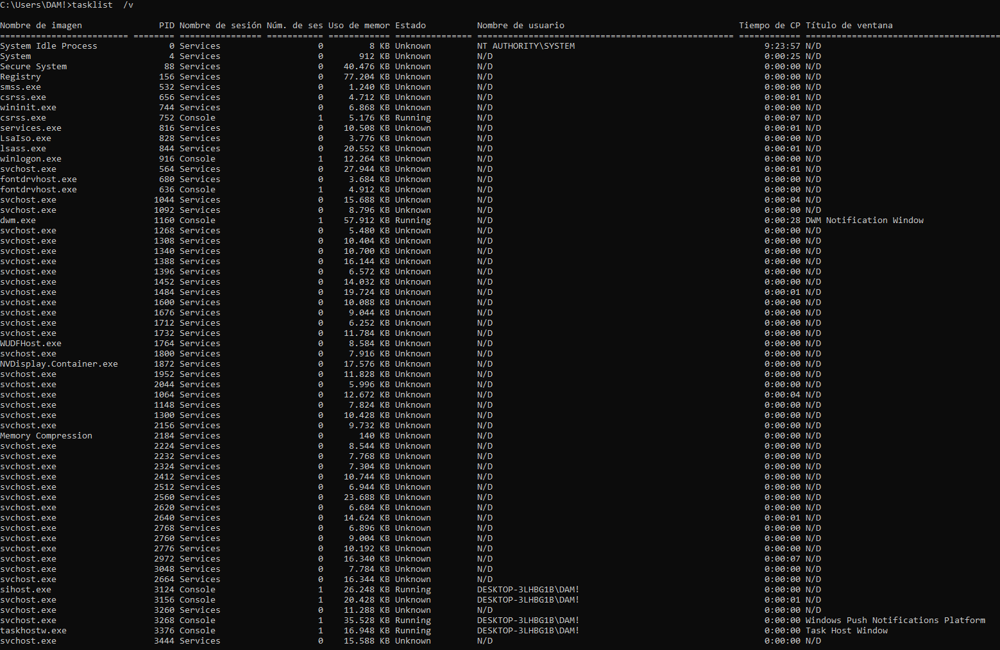 C:\Users\DAM!>tasklist  /v
Nombre de imagen               PID Nombre de sesión Núm. de ses Uso de memor Estado          Nombre de usuario                                  Tiempo de CP Título de ventana
========================= ======== ================ =========== ============ =============== ================================================== ============ ======================================
System Idle Process              0 Services                   0         8 KB Unknown         NT AUTHORITY\SYSTEM                                     9:23:57 N/D
System                           4 Services                   0       912 KB Unknown         N/D                                                     0:00:25 N/D
Secure System                   88 Services                   0    40.476 KB Unknown         N/D                                                     0:00:00 N/D
Registry                       156 Services                   0    77.204 KB Unknown         N/D                                                     0:00:00 N/D
smss.exe                       532 Services                   0     1.240 KB Unknown         N/D                                                     0:00:00 N/D
csrss.exe                      656 Services                   0     4.712 KB Unknown         N/D                                                     0:00:01 N/D
wininit.exe                    744 Services                   0     6.868 KB Unknown         N/D                                                     0:00:00 N/D
csrss.exe                      752 Console                    1     5.176 KB Running         N/D                                                     0:00:07 N/D
services.exe                   816 Services                   0    10.508 KB Unknown         N/D                                                     0:00:01 N/D
LsaIso.exe                     828 Services                   0     3.776 KB Unknown         N/D                                                     0:00:00 N/D
lsass.exe                      844 Services                   0    20.552 KB Unknown         N/D                                                     0:00:01 N/D
winlogon.exe                   916 Console                    1    12.264 KB Unknown         N/D                                                     0:00:00 N/D
svchost.exe                    564 Services                   0    27.944 KB Unknown         N/D                                                     0:00:01 N/D
fontdrvhost.exe                680 Services                   0     3.684 KB Unknown         N/D                                                     0:00:00 N/D
fontdrvhost.exe                636 Console                    1     4.912 KB Unknown         N/D                                                     0:00:00 N/D
svchost.exe                   1044 Services                   0    15.688 KB Unknown         N/D                                                     0:00:04 N/D
svchost.exe                   1092 Services                   0     8.796 KB Unknown         N/D                                                     0:00:00 N/D
dwm.exe                       1160 Console                    1    57.912 KB Running         N/D                                                     0:00:28 DWM Notification Window
svchost.exe                   1268 Services                   0     5.480 KB Unknown         N/D                                                     0:00:00 N/D
svchost.exe                   1308 Services                   0    10.404 KB Unknown         N/D                                                     0:00:00 N/D
svchost.exe                   1340 Services                   0    10.700 KB Unknown         N/D                                                     0:00:00 N/D
svchost.exe                   1388 Services                   0    16.144 KB Unknown         N/D                                                     0:00:00 N/D
svchost.exe                   1396 Services                   0     6.572 KB Unknown         N/D                                                     0:00:00 N/D
svchost.exe                   1452 Services                   0    14.032 KB Unknown         N/D                                                     0:00:00 N/D
svchost.exe                   1484 Services                   0    19.724 KB Unknown         N/D                                                     0:00:01 N/D
svchost.exe                   1600 Services                   0    10.088 KB Unknown         N/D                                                     0:00:00 N/D
svchost.exe                   1676 Services                   0     9.044 KB Unknown         N/D                                                     0:00:00 N/D
svchost.exe                   1712 Services                   0     6.252 KB Unknown         N/D                                                     0:00:00 N/D
svchost.exe                   1732 Services                   0    11.784 KB Unknown         N/D                                                     0:00:00 N/D
WUDFHost.exe                  1764 Services                   0     8.584 KB Unknown         N/D                                                     0:00:00 N/D
svchost.exe                   1800 Services                   0     7.916 KB Unknown         N/D                                                     0:00:00 N/D
NVDisplay.Container.exe       1872 Services                   0    17.576 KB Unknown         N/D                                                     0:00:00 N/D
svchost.exe                   1952 Services                   0    11.828 KB Unknown         N/D                                                     0:00:00 N/D
svchost.exe                   2044 Services                   0     5.996 KB Unknown         N/D                                                     0:00:00 N/D
svchost.exe                   1064 Services                   0    12.672 KB Unknown         N/D                                                     0:00:04 N/D
svchost.exe                   1148 Services                   0     7.824 KB Unknown         N/D                                                     0:00:00 N/D
svchost.exe                   1300 Services                   0    10.428 KB Unknown         N/D                                                     0:00:00 N/D
svchost.exe                   2156 Services                   0     9.732 KB Unknown         N/D                                                     0:00:00 N/D
Memory Compression            2184 Services                   0       140 KB Unknown         N/D                                                     0:00:00 N/D
svchost.exe                   2224 Services                   0     8.544 KB Unknown         N/D                                                     0:00:00 N/D
svchost.exe                   2232 Services                   0     7.768 KB Unknown         N/D                                                     0:00:00 N/D
svchost.exe                   2324 Services                   0     7.304 KB Unknown         N/D                                                     0:00:00 N/D
svchost.exe                   2412 Services                   0    10.744 KB Unknown         N/D                                                     0:00:00 N/D
svchost.exe                   2512 Services                   0     6.944 KB Unknown         N/D                                                     0:00:00 N/D
svchost.exe                   2560 Services                   0    23.688 KB Unknown         N/D                                                     0:00:00 N/D
svchost.exe                   2620 Services                   0     6.684 KB Unknown         N/D                                                     0:00:00 N/D
svchost.exe                   2640 Services                   0    14.624 KB Unknown         N/D                                                     0:00:01 N/D
svchost.exe                   2768 Services                   0     6.896 KB Unknown         N/D                                                     0:00:00 N/D
svchost.exe                   2760 Services                   0     9.004 KB Unknown         N/D                                                     0:00:00 N/D
svchost.exe                   2776 Services                   0    10.192 KB Unknown         N/D                                                     0:00:00 N/D
svchost.exe                   2972 Services                   0    16.340 KB Unknown         N/D                                                     0:00:07 N/D
svchost.exe                   3048 Services                   0     7.784 KB Unknown         N/D                                                     0:00:00 N/D
svchost.exe                   2664 Services                   0    16.344 KB Unknown         N/D                                                     0:00:00 N/D
sihost.exe                    3124 Console                    1    26.248 KB Running         DESKTOP-3LHBG1B\DAM!                                    0:00:00 N/D
svchost.exe                   3156 Console                    1    20.428 KB Unknown         DESKTOP-3LHBG1B\DAM!                                    0:00:01 N/D
svchost.exe                   3260 Services                   0    11.288 KB Unknown         N/D                                                     0:00:00 N/D
svchost.exe                   3268 Console                    1    35.528 KB Running         DESKTOP-3LHBG1B\DAM!                                    0:00:00 Windows Push Notifications Platform
taskhostw.exe                 3376 Console                    1    16.948 KB Running         DESKTOP-3LHBG1B\DAM!                                    0:00:00 Task Host Window
svchost.exe                   3444 Services                   0    15.588 KB Unknown         N/D                                                     0:00:00 N/D